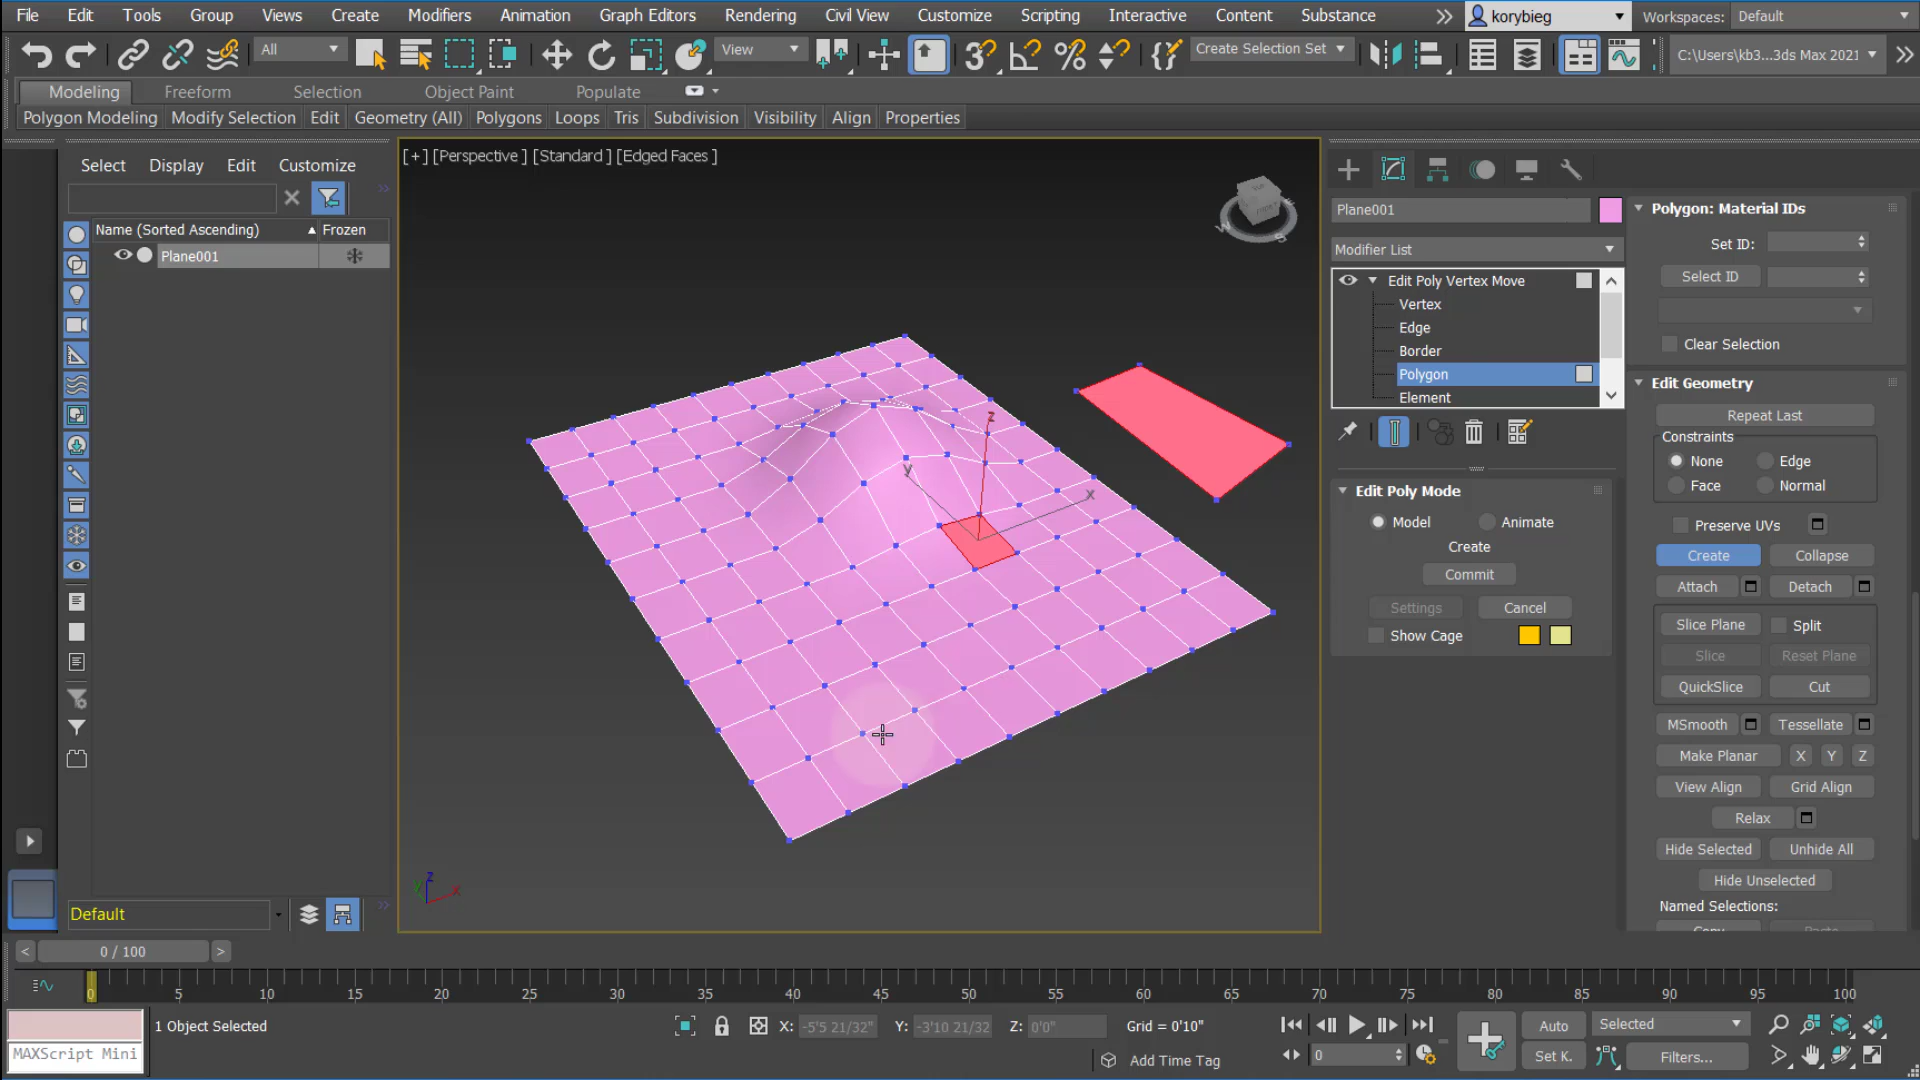 File Edit Tools Group Views Create Modifiers Animation Graph Editors Rendering Civil View Customize Scripting Interactive Content Substance korybieg Workspaces: Default
All View Create Selection Set C:\Users\kb3...3ds Max 2021
Modeling Freeform Selection Object Paint Populate
Polygon Modeling Modify Selection Edit Geometry (All) Polygons Loops Tris Subdivision Visibility Align Properties
Select Display Edit Customize
Name (Sorted Ascending) Frozen
Plane001
[+] [Perspective ] [Standard ] [Edged Faces ]
z
y
x
W
S
z
y
x
Plane001
Modifier List
Edit Poly Vertex Move
Vertex
Edge
Border
Polygon
Element
Edit Poly Mode
Model Animate
Create
Commit
Settings Cancel
Show Cage
Polygon: Material IDs
Set ID:
Select ID
Clear Selection
Edit Geometry
Repeat Last
Constraints
None Edge
Face Normal
Preserve UVs
Create Collapse
Attach Detach
Slice Plane Split
Slice Reset Plane
QuickSlice Cut
MSmooth Tessellate
Make Planar X Y Z
View Align Grid Align
Relax
Hide Selected Unhide All
Hide Unselected
Named Selections:
Default
< 0 / 100 >
0 5 10 15 20 25 30 35 40 45 50 55 60 65 70 75 80 85 90 95 100
1 Object Selected X: -5'5 21/32" Y: -3'10 21/32 Z: 0'0" Grid = 0'10" Auto Selected
MAXScript Mini Add Time Tag 0 Set K. Filters...